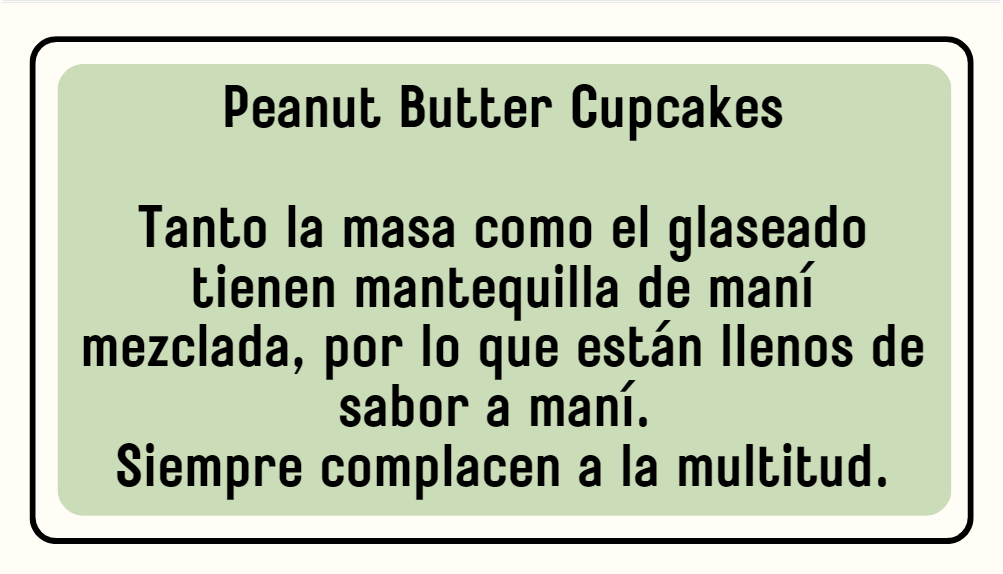 Peanut Butter Cupcakes
Tanto la masa como el glaseado
tienen mantequilla de maní
mezclada, por lo que están llenos de
sabor a maní.
Siempre complacen a la multitud.